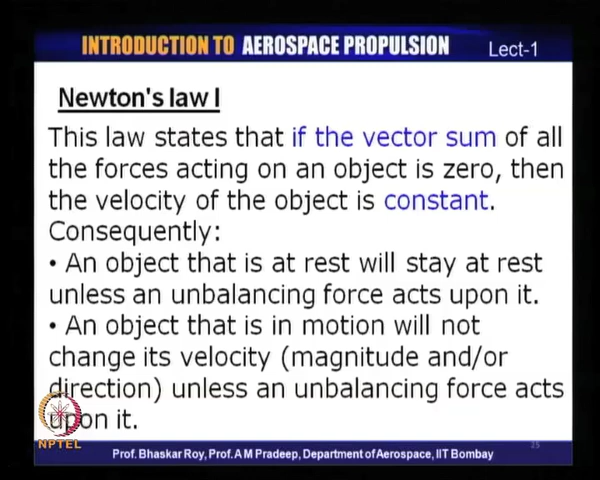 INTRODUCTION TO AEROSPACE PROPULSION Lect-1
Newton's law I
This law states that if the vector sum of all
the forces acting on an object is zero, then
the velocity of the object is constant.
Consequently:
• An object that is at rest will stay at rest
unless an unbalancing force acts upon it.
• An object that is in motion will not
change its velocity (magnitude and/or
direction) unless an unbalancing force acts
upon it.
NPTEL
25
Prof. Bhaskar Roy, Prof. A M Pradeep, Department of Aerospace, IIT Bombay